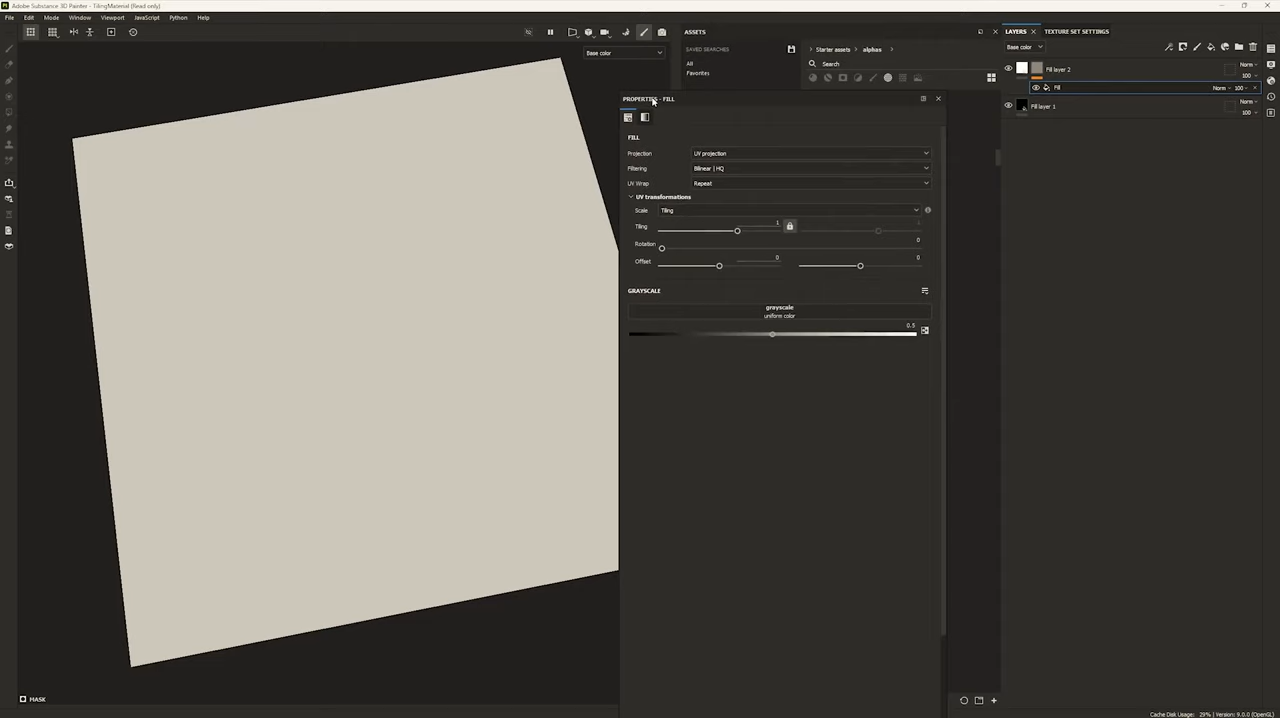 Adobe Substance 3D Painter - TilingMaterial (Read only)
File Edit Mode Window Viewport JavaScript Python Help
Base color
ASSETS
SAVED SEARCHES
All
Favorites
Starter assets > alphas >
Search
LAYERS
TEXTURE SET SETTINGS
Base color
Fill layer 2
Norm
100
Fill
Norm 100
Fill layer 1
Norm
100
PROPERTIES - FILL
FILL
Projection
UV projection
Filtering
Bilinear | HQ
UV Wrap
Repeat
UV transformations
Scale
Tiling
Tiling
1
Rotation
0
Offset
0
0
GRAYSCALE
grayscale
uniform color
0.5
MASK
Cache Disk Usage: 29% | Version: 9.0.0 (OpenGL)